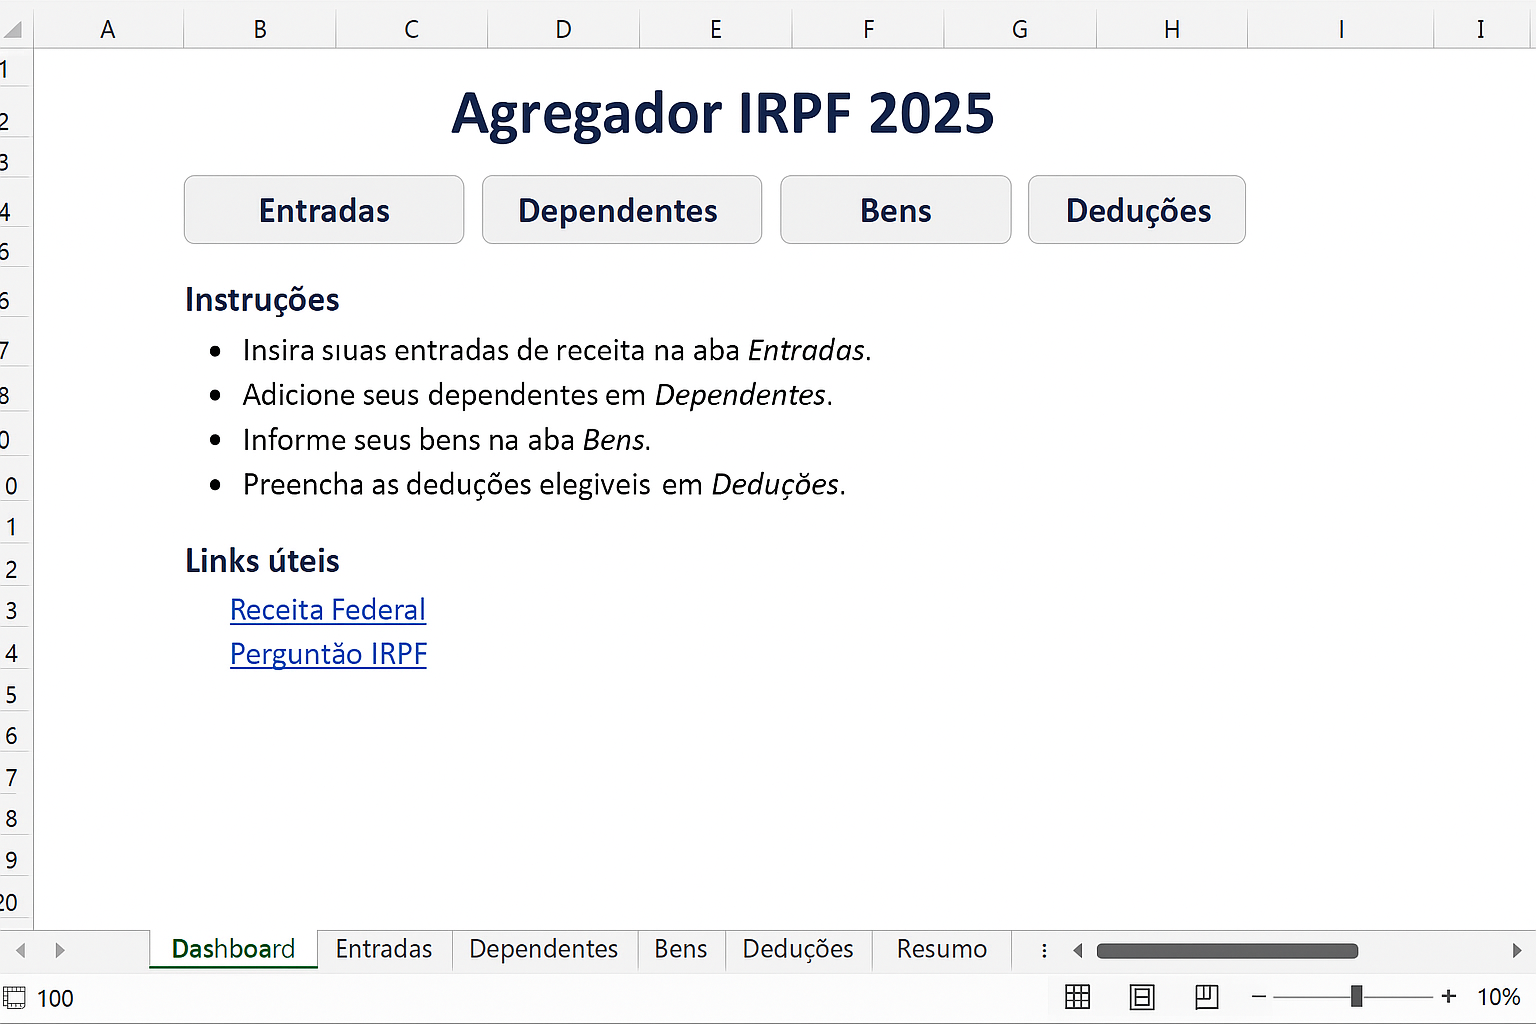 A B C D E F G H I I
1
2
Agregador IRPF 2025
3
4
Entradas Dependentes Bens Deduções
6
6
Instruções
7
• Insira sıuas entradas de receita na aba Entradas.
8
• Adicione seus dependentes em Dependentes.
0
• Informe seus bens na aba Bens.
0
• Preencha as deduções elegiveis em Deduções.
1
2
Links úteis
3
Receita Federal
4
Perguntăo IRPF
5
6
7
8
9
20
Dashboard Entradas Dependentes Bens Deduções Resumo
100 10%